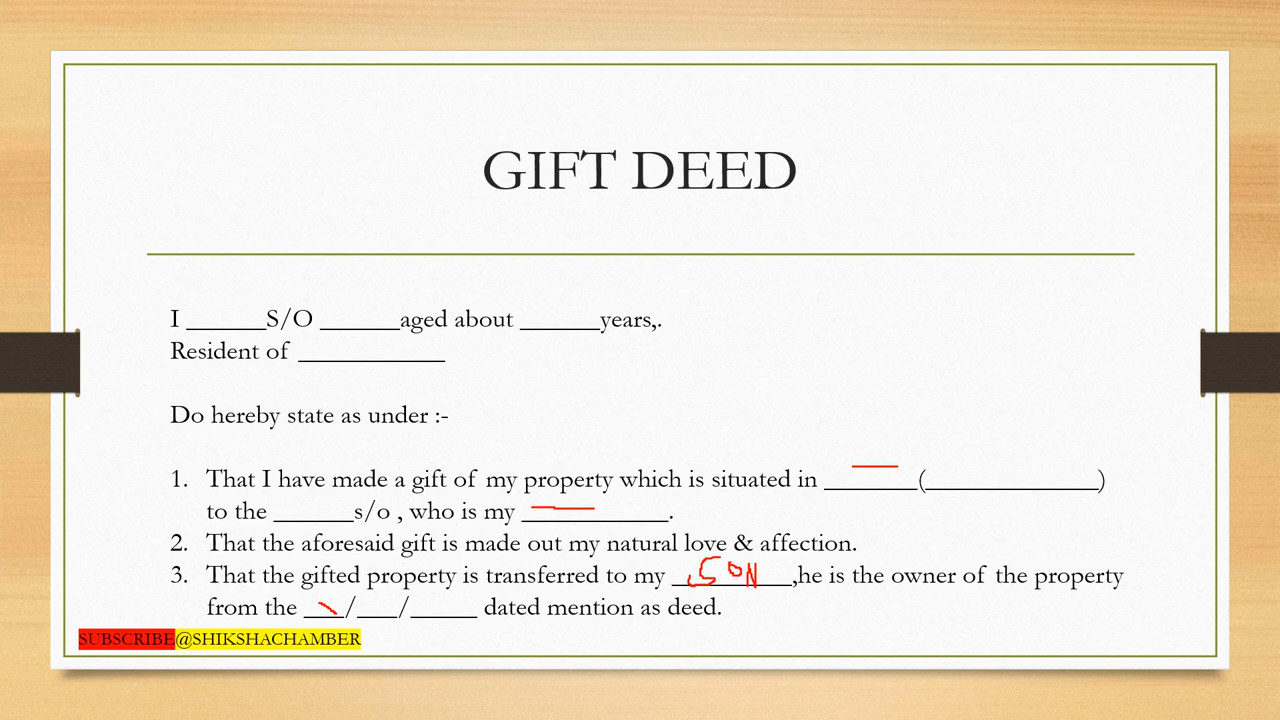 GIFT DEED
I ______S/O ______aged about ______years,.
Resident of ___________
Do hereby state as under :-
1. That I have made a gift of my property which is situated in _______(_____________)
to the ______s/o , who is my ___________.
2. That the aforesaid gift is made out my natural love & affection.
3. That the gifted property is transferred to my _________,he is the owner of the property
SON
from the ___/___/_____ dated mention as deed.
SUBSCRIBE@SHIKSHACHAMBER